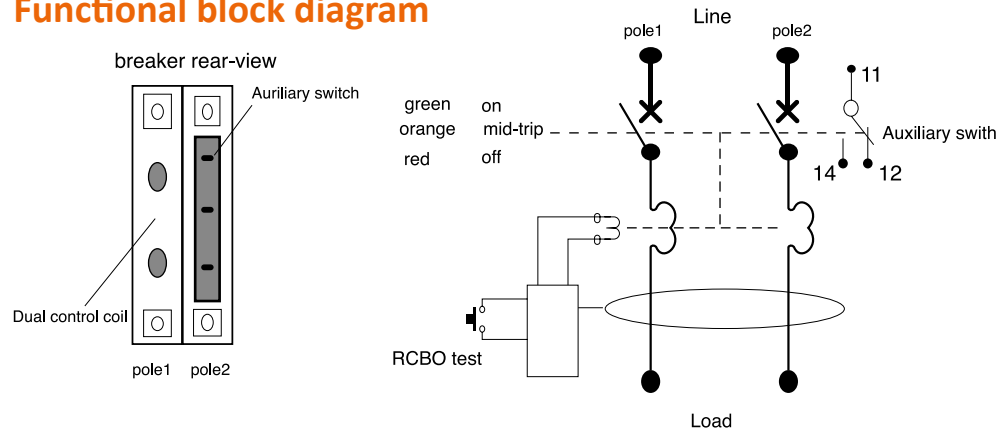 Functional block diagram
breaker rear-view
Auriliary switch
Dual control coil
pole1 pole2
Line
pole1 pole2
11
green on
orange mid-trip
red off
Auxiliary swith
14 12
RCBO test
Load